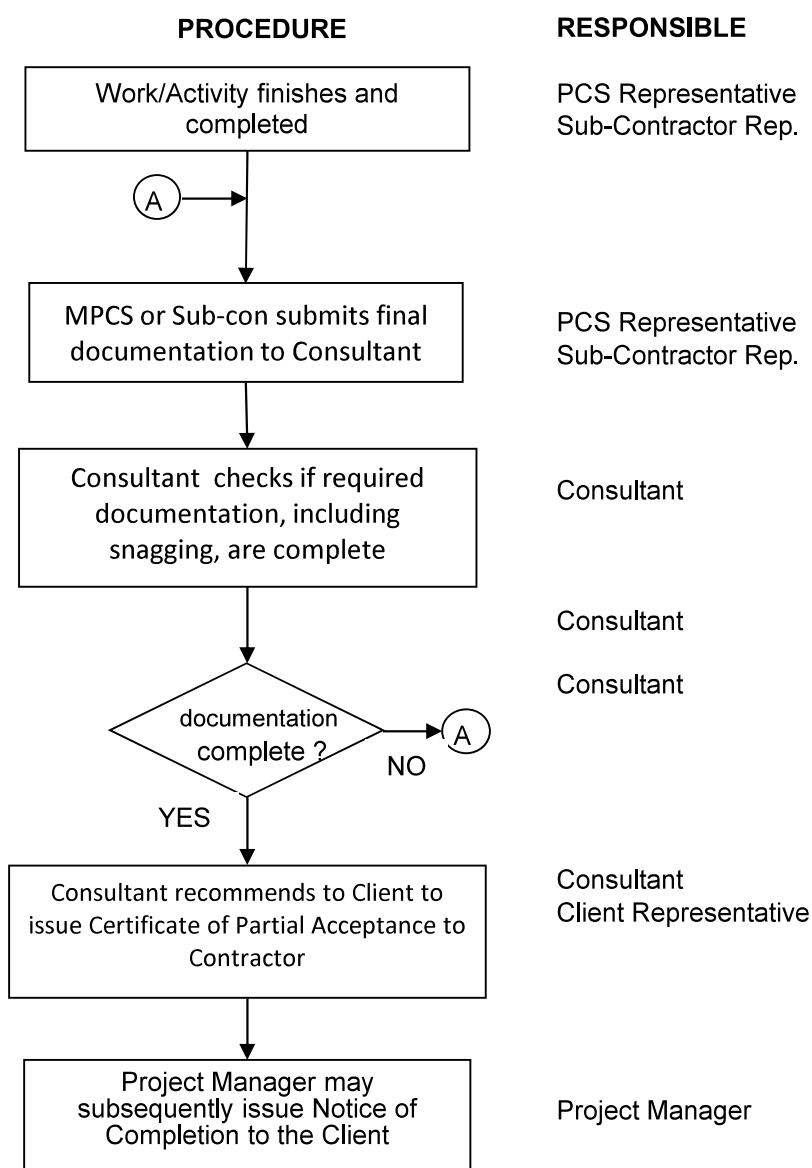 PROCEDURE
RESPONSIBLE
Work/Activity finishes and
completed
PCS Representative
Sub-Contractor Rep.
A
MPCS or Sub-con submits final
documentation to Consultant
PCS Representative
Sub-Contractor Rep.
Consultant checks if required
documentation, including
snagging, are complete
Consultant
Consultant
Consultant
documentation
complete ?
A
NO
YES
Consultant recommends to Client to
issue Certificate of Partial Acceptance to
Contractor
Consultant
Client Representative
Project Manager may
subsequently issue Notice of
Completion to the Client
Project Manager